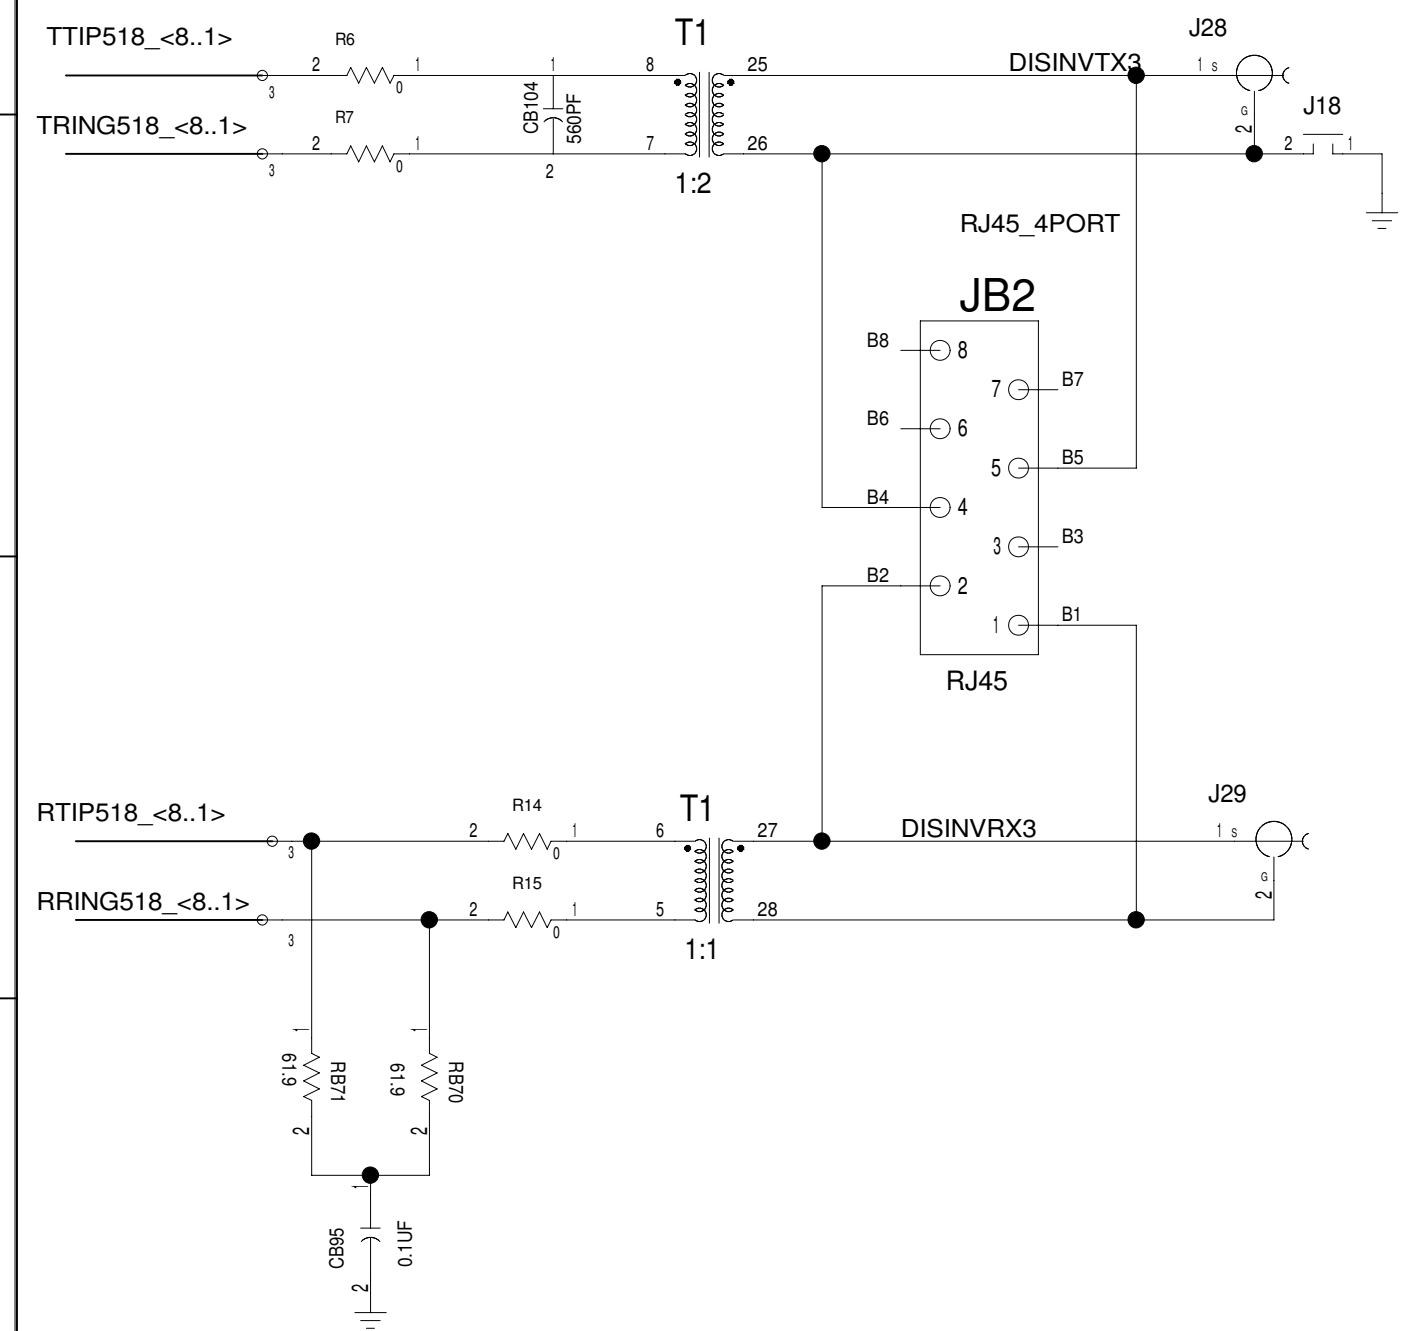 TTIP518_<8..1>
R6
T1
J28
2
1
1
8
25
DISINVTX3
1
S
3
0
CB104
560PF
TRING518_<8..1>
R7
G
2
J18
2
1
7
26
2
1
3
0
2
1:2
RJ45_4PORT
JB2
B8
8
7
B7
B6
6
5
B5
B4
4
3
B3
B2
2
1
B1
RJ45
RTIP518_<8..1>
R14
T1
J29
2
1
6
27
DISINVRX3
1
S
3
0
RRING518_<8..1>
R15
G
2
2
1
5
28
3
0
1:1
1
1
61.9
RB71
61.9
RB70
2
2
1
CB95
0.1UF
2